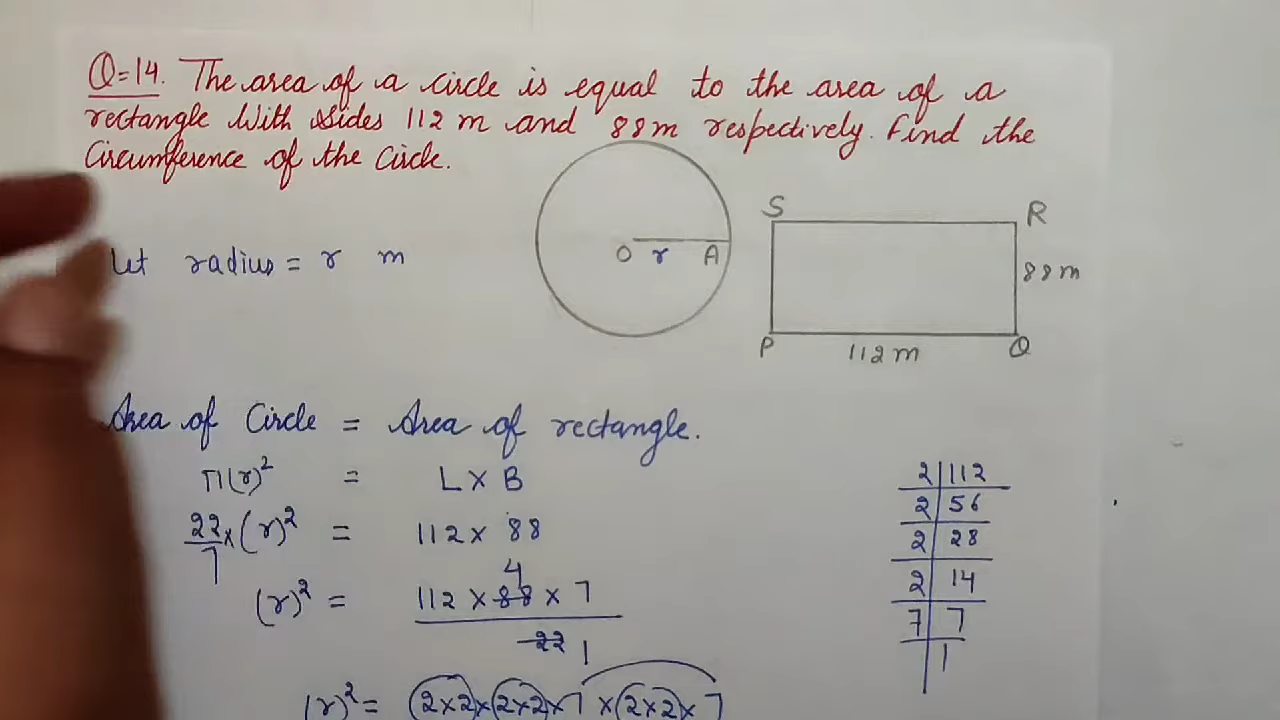 Q=14. The area of a circle is equal to the area of a
rectangle With sides 112 m and 88m respectively. Find the
Circumference of the Circle.
S R
O r A
88 m
P 112 m Q
Let radius = r m
Area of Circle = Area of rectangle.
π(r)² = L × B
22/7 × (r)² = 112 × 88
4
(r)² = 112 × 88 × 7
22 1
(r)² = 2×2×2×2×7×2×2×7
2 | 112
2 | 56
2 | 28
2 | 14
7 | 7
| 1